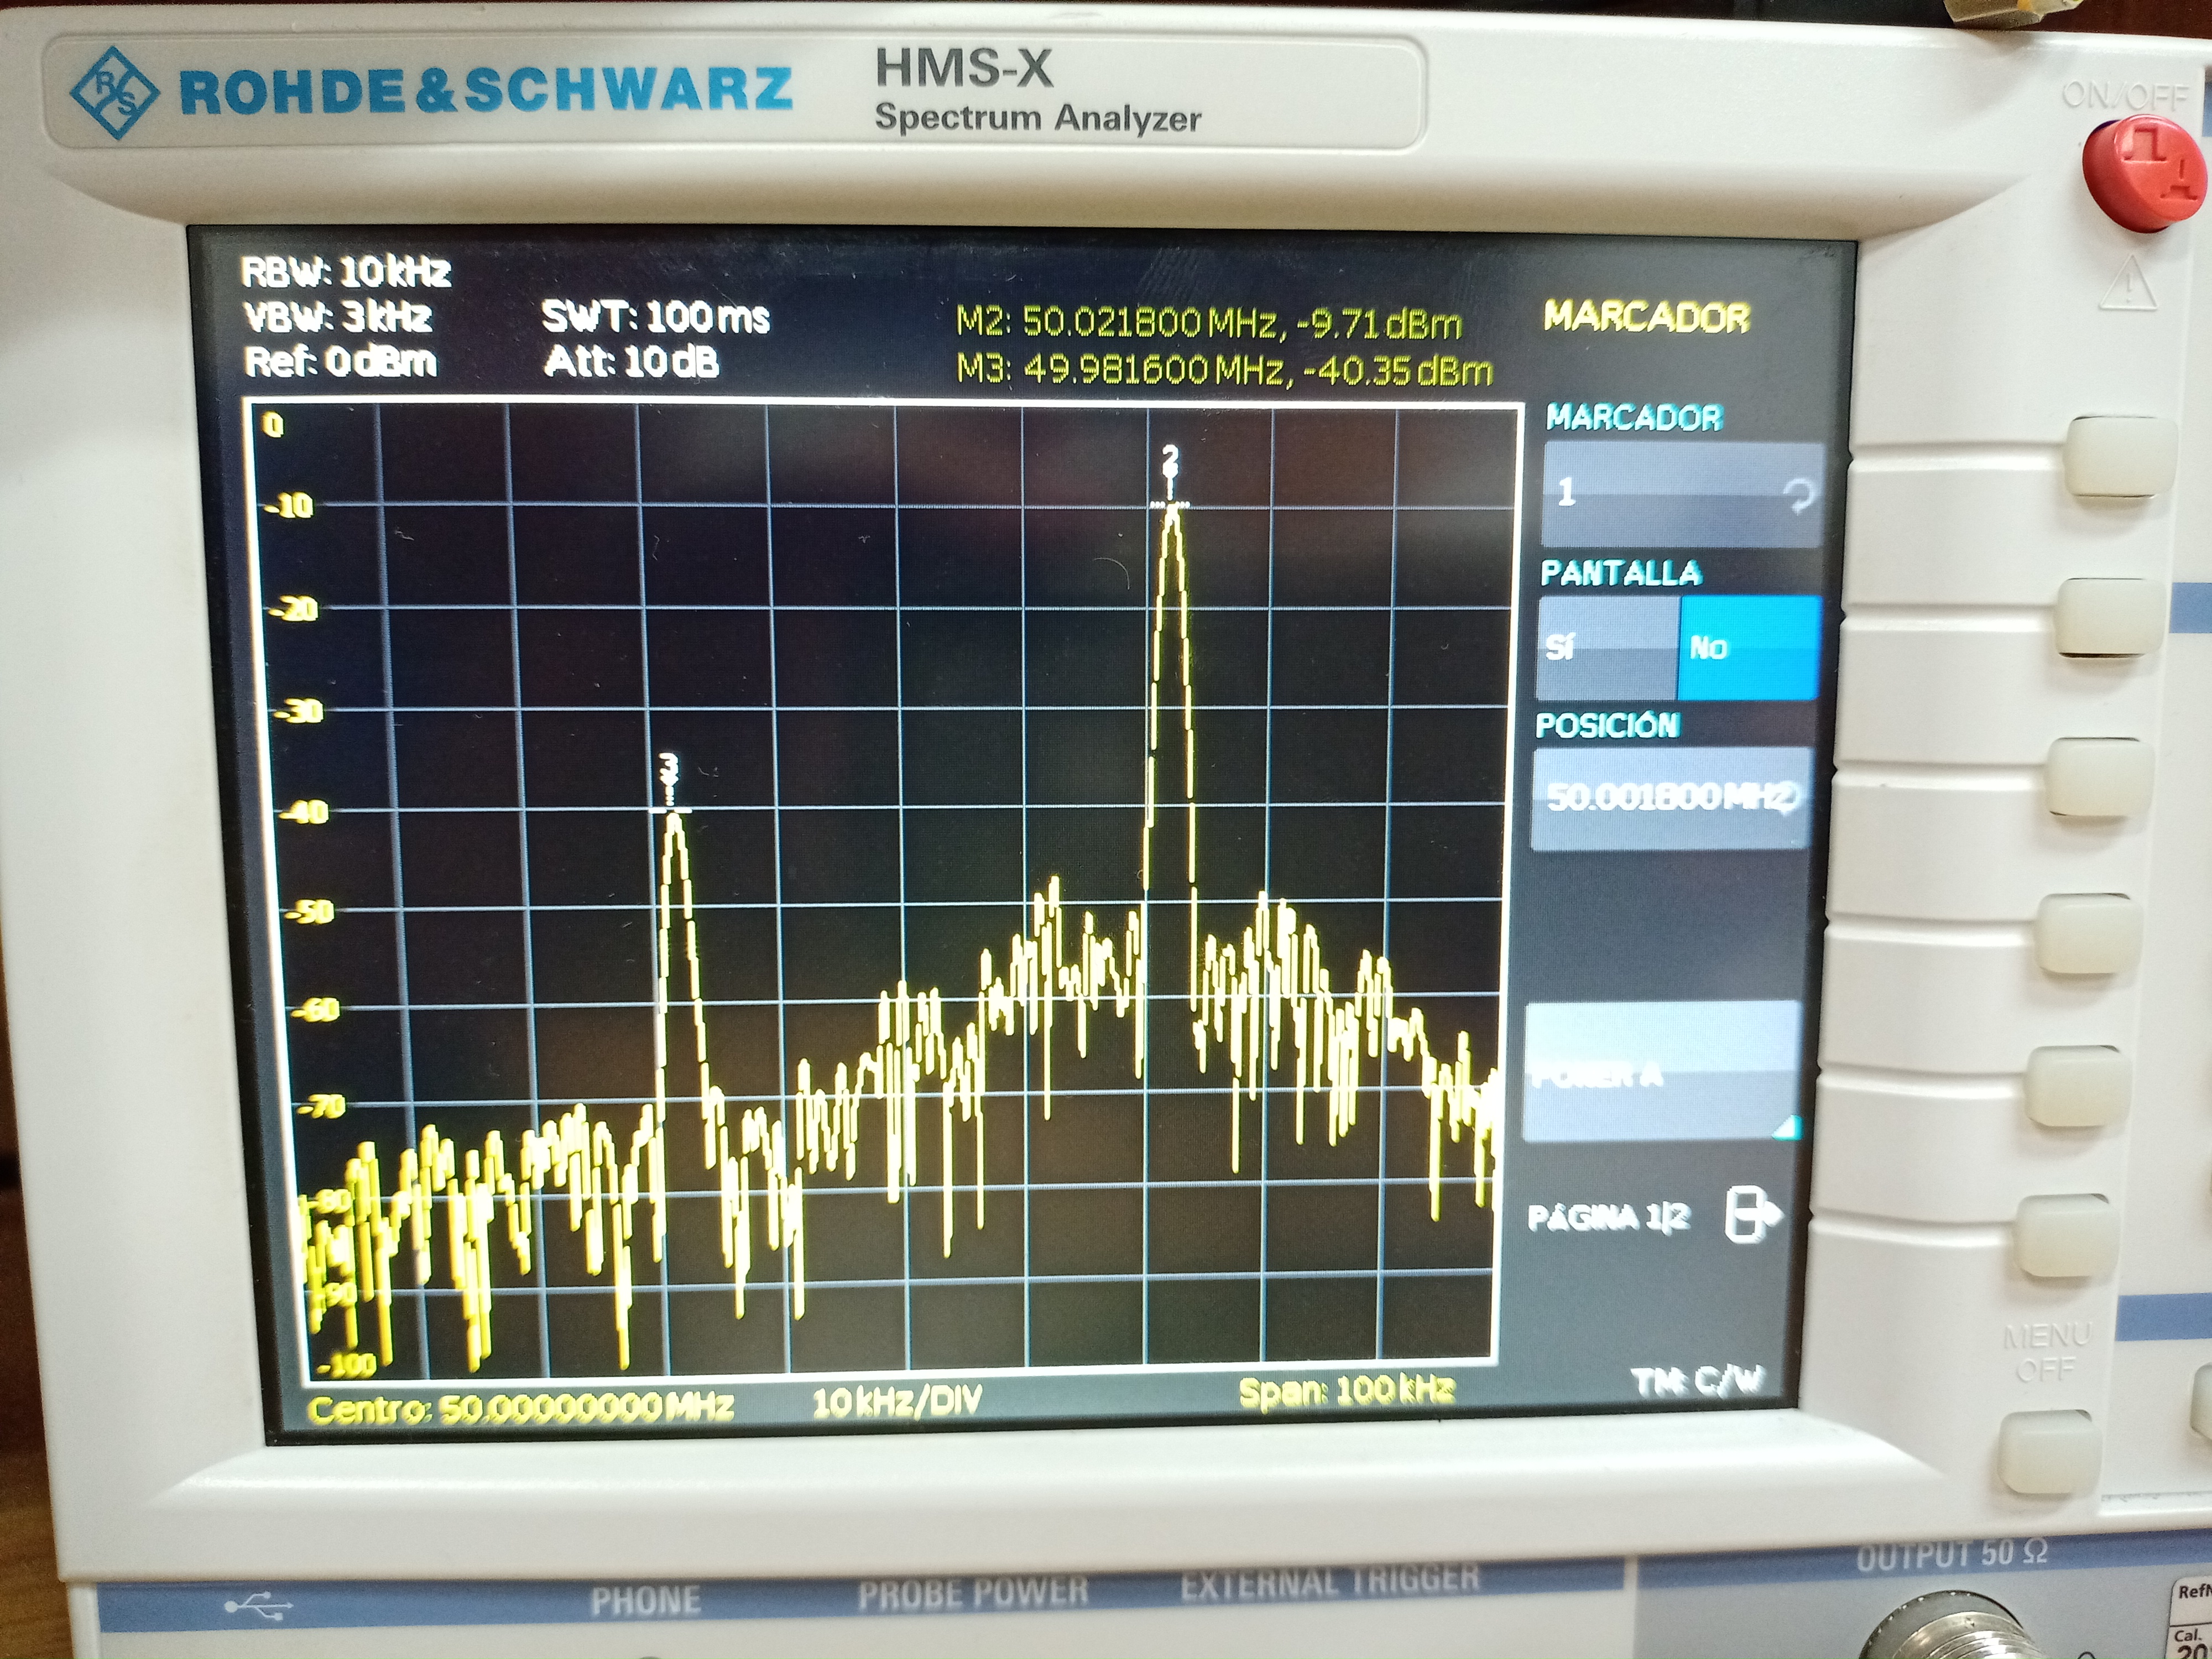 ROHDE & SCHWARZ
HMS-X
Spectrum Analyzer
ON/OFF
RBW: 10 kHz
VBW: 3 kHz
SWT: 100 ms
Ref: 0 dBm
Att: 10 dB
M2: 50.021800 MHz, -9.71 dBm
M3: 49.981600 MHz, -40.35 dBm
MARCADOR
MARCADOR
1
PANTALLA
Sí No
POSICIÓN
50.001800 MHz
PONER A
PÁGINA 1|2
TM: C/W
0
-10
-20
-30
-40
-50
-60
-70
-80
-90
-100
2
3
Centro: 50.00000000 MHz
10 kHz/DIV
Span: 100 kHz
MENU
OFF
PHONE
PROBE POWER
EXTERNAL TRIGGER
OUTPUT 50 Ω
Cal.